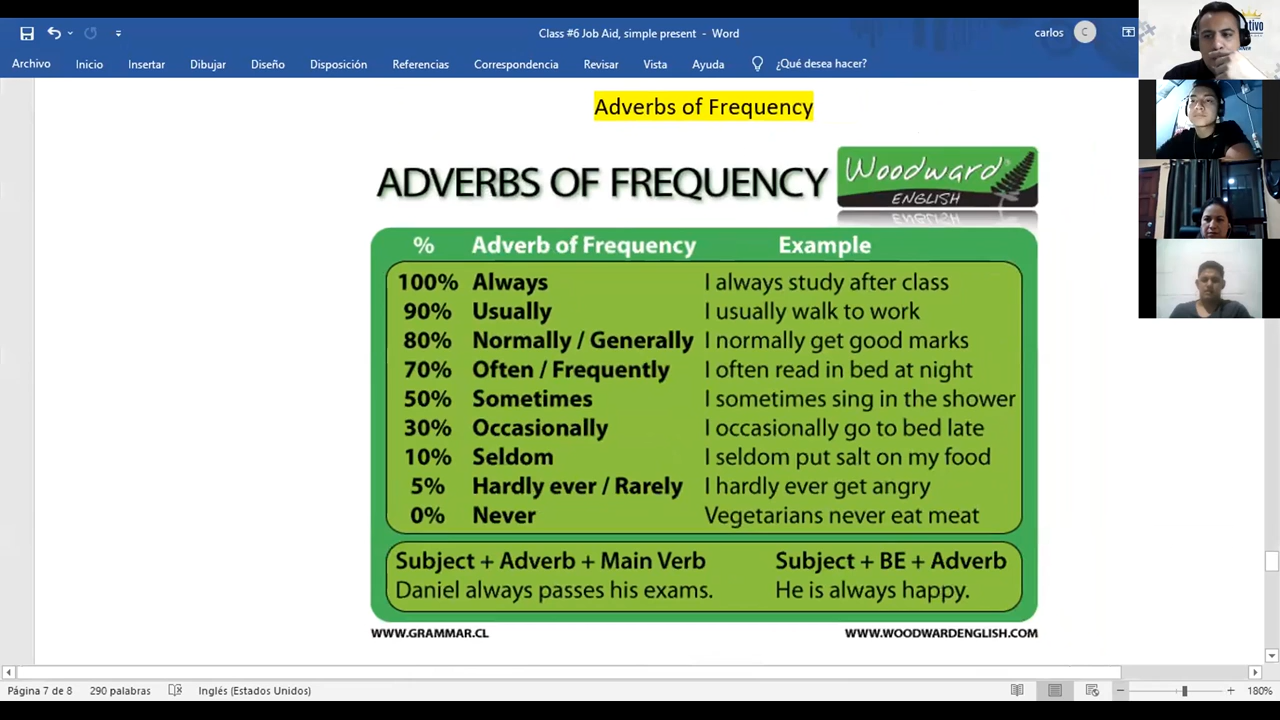 Class #6 Job Aid, simple present - Word
carlos
Archivo Inicio Insertar Dibujar Diseño Disposición Referencias Correspondencia Revisar Vista Ayuda ¿Qué desea hacer?
Adverbs of Frequency
ADVERBS OF FREQUENCY
Woodward
ENGLISH
% Adverb of Frequency Example
100% Always I always study after class
90% Usually I usually walk to work
80% Normally / Generally I normally get good marks
70% Often / Frequently I often read in bed at night
50% Sometimes I sometimes sing in the shower
30% Occasionally I occasionally go to bed late
10% Seldom I seldom put salt on my food
5% Hardly ever / Rarely I hardly ever get angry
0% Never Vegetarians never eat meat
Subject + Adverb + Main Verb Subject + BE + Adverb
Daniel always passes his exams. He is always happy.
WWW.GRAMMAR.CL WWW.WOODWARDENGLISH.COM
Página 7 de 8 290 palabras Inglés (Estados Unidos) 180%